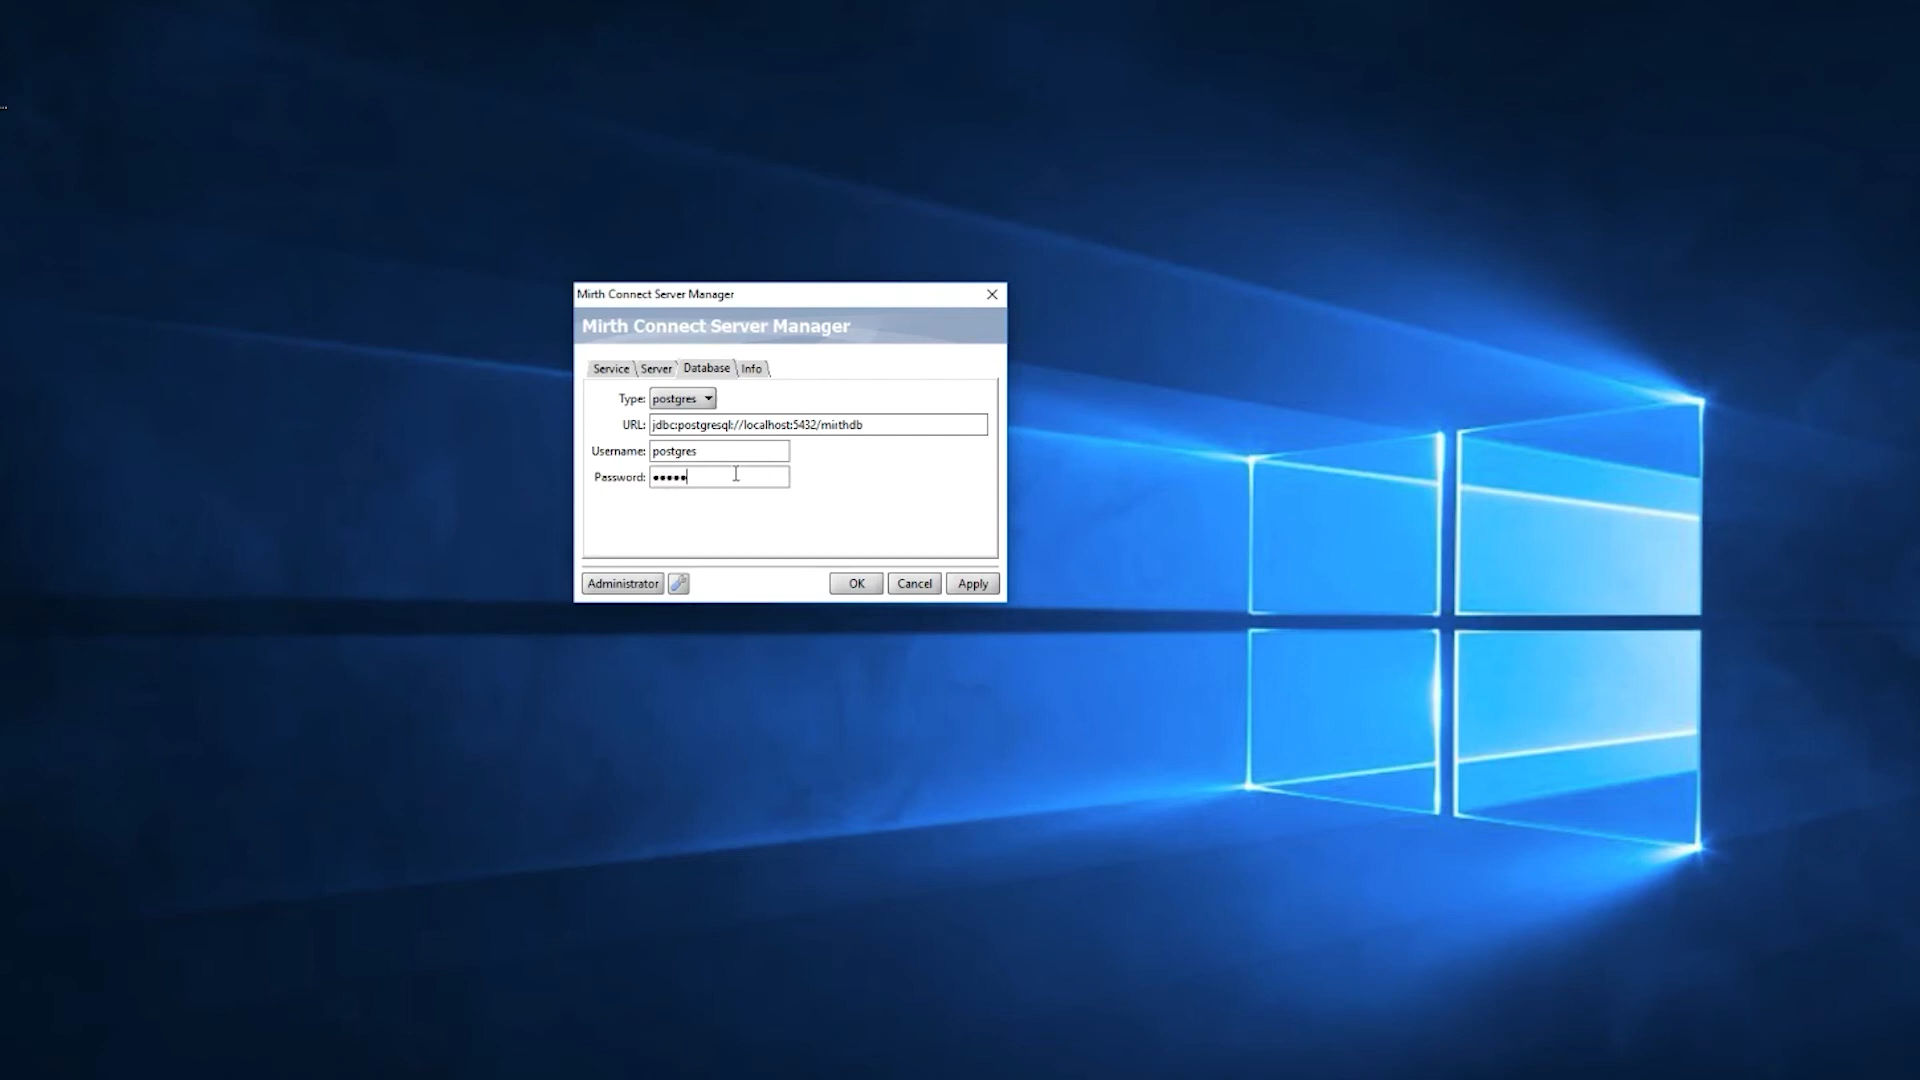 ...
Mirth Connect Server Manager
Mirth Connect Server Manager
Service Server Database Info
Type: postgres
URL: jdbc:postgresql://localhost:5432/mirthdb
Username: postgres
Password: •••••
Administrator OK Cancel Apply